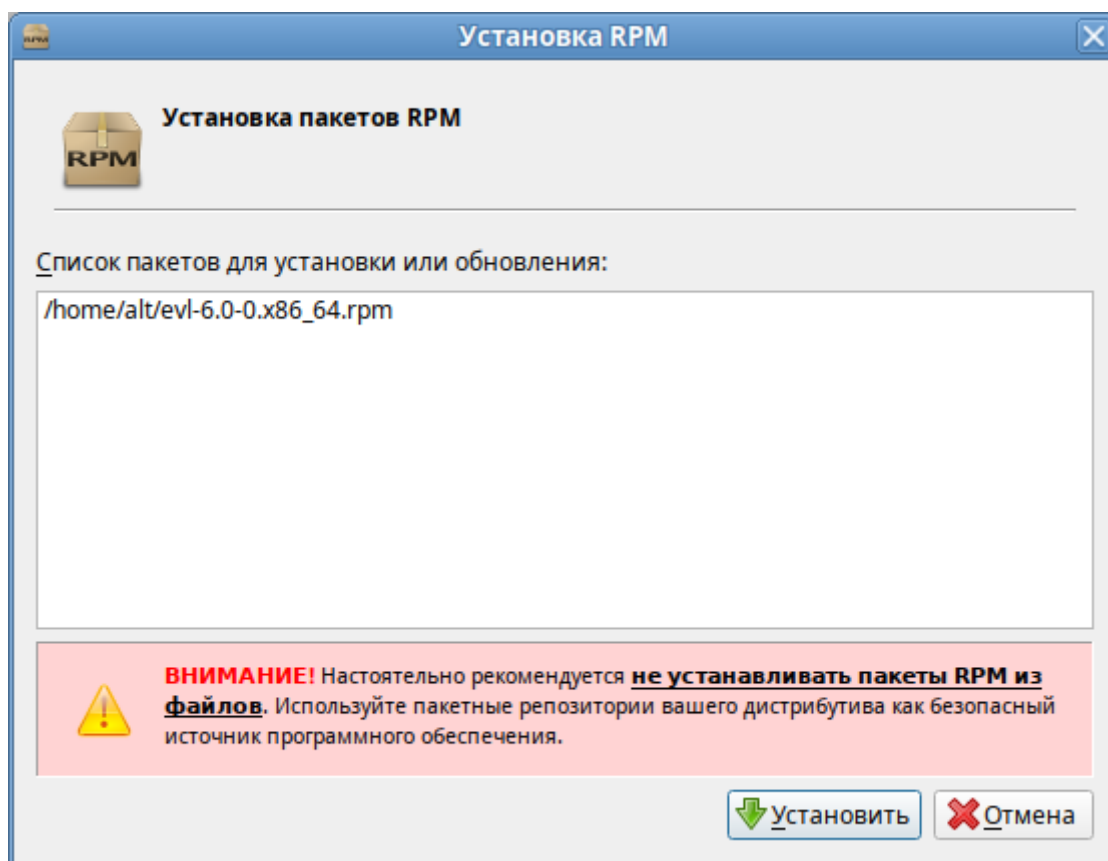 Установка RPM
Установка пакетов RPM
RPM
Список пакетов для установки или обновления:
/home/alt/evl-6.0-0.x86_64.rpm
ВНИМАНИЕ! Настоятельно рекомендуется не устанавливать пакеты RPM из
файлов. Используйте пакетные репозитории вашего дистрибутива как безопасный
источник программного обеспечения.
Установить
Отмена